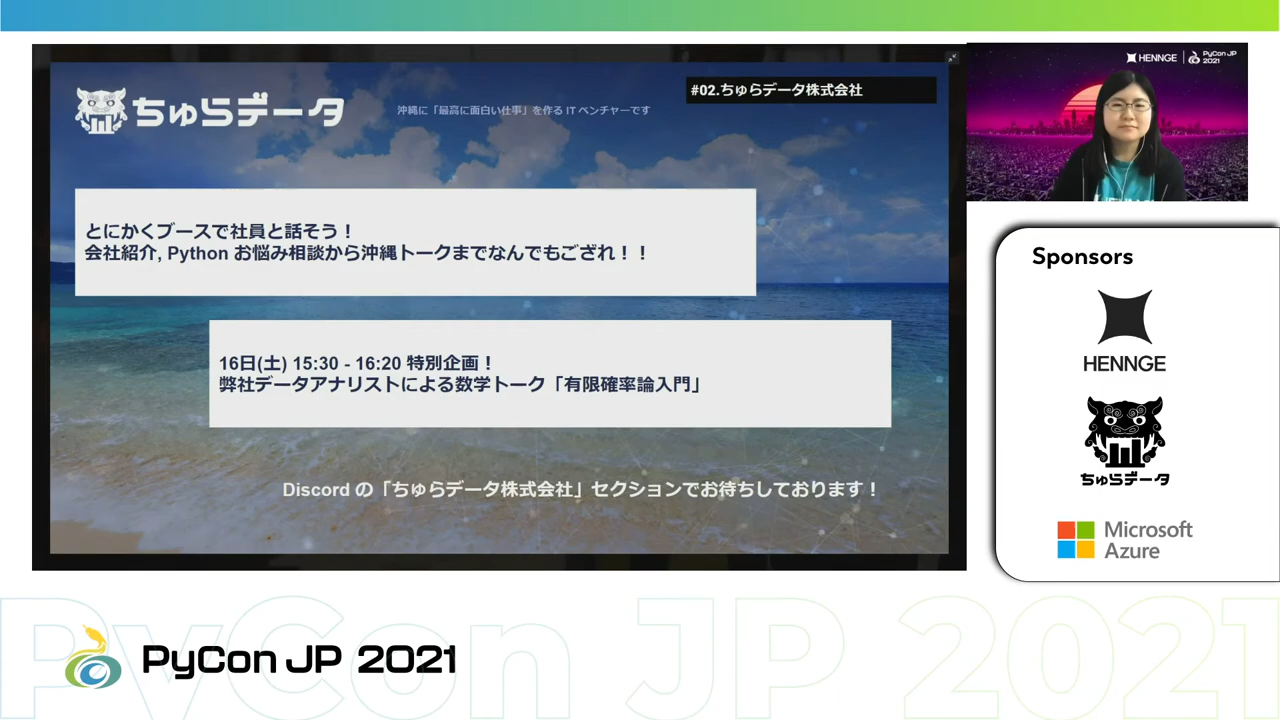 ちゅらデータ
沖縄に「最高に面白い仕事」を作る ITベンチャーです
#02.ちゅらデータ株式会社
とにかくブースで社員と話そう！
会社紹介, Python お悩み相談から沖縄トークまでなんでもござれ！！
16日(土) 15:30 - 16:20 特別企画！
弊社データアナリストによる数学トーク「有限確率論入門」
Discord の「ちゅらデータ株式会社」セクションでお待ちしております！
HENNGE
PyCon JP
2021
Sponsors
HENNGE
ちゅらデータ
Microsoft
Azure
PyCon JP 2021
PyCon JP 2021